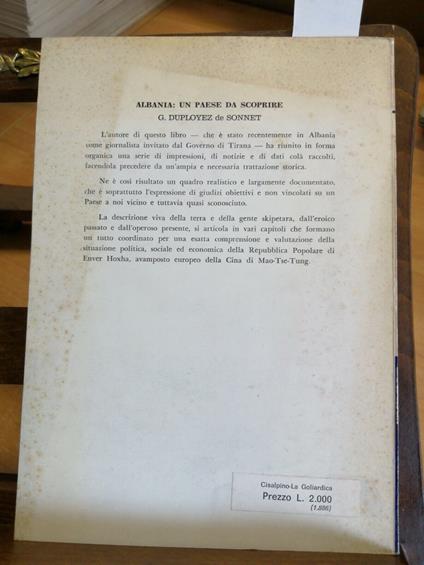 ALBANIA: UN PAESE DA SCOPRIRE
G. DUPLOYEZ de SONNET
L'autore di questo libro — che è stato recentemente in Albania
come giornalista invitato dal Governo di Tirana — ha riunito in forma
organica una serie di impressioni, di notizie e di dati colà raccolti,
facendola precedere da un'ampia e necessaria trattazione storica.
Ne è così risultato un quadro realistico e largamente documentato,
che è soprattutto l'espressione di giudizi obiettivi e non vincolati su un
Paese a noi vicino e tuttavia quasi sconosciuto.
La descrizione viva della terra e della gente skipetara, dall'eroico
passato e dall'operoso presente, si articola in vari capitoli che formano
un tutto coordinato per una esatta comprensione e valutazione della
situazione politica, sociale ed economica della Repubblica Popolare di
Enver Hoxha, avamposto europeo della Cina di Mao-Tse-Tung.
Cisalpino-La Goliardica
Prezzo L. 2.000
(1.886)